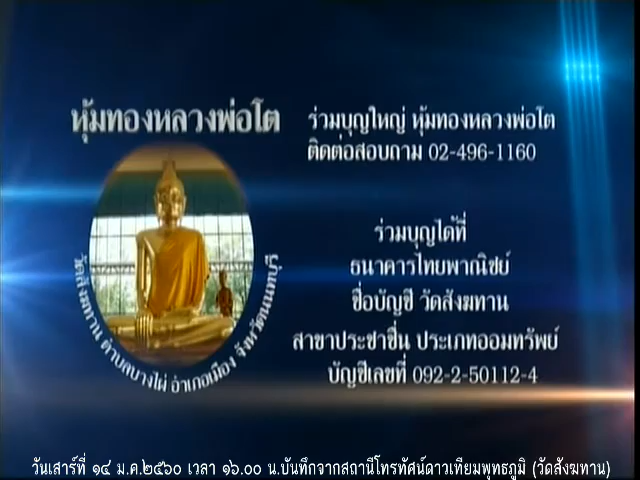 หุ้มทองหลวงพ่อโต
วัดสังฆทาน ตำบลบางไผ่ อำเภอเมือง จังหวัดนนทบุรี
ร่วมบุญใหญ่ หุ้มทองหลวงพ่อโต
ติดต่อสอบถาม 02-496-1160
ร่วมบุญได้ที่
ธนาคารไทยพาณิชย์
ชื่อบัญชี วัดสังฆทาน
สาขาประชาชื่น ประเภทออมทรัพย์
บัญชีเลขที่ 092-2-50112-4
วันเสาร์ที่ ๑๔ ม.ค.๒๕๖๐ เวลา ๑๖.๐๐ น.บันทึกจากสถานีโทรทัศน์ดาวเทียมพุทธภูมิ (วัดสังฆทาน)